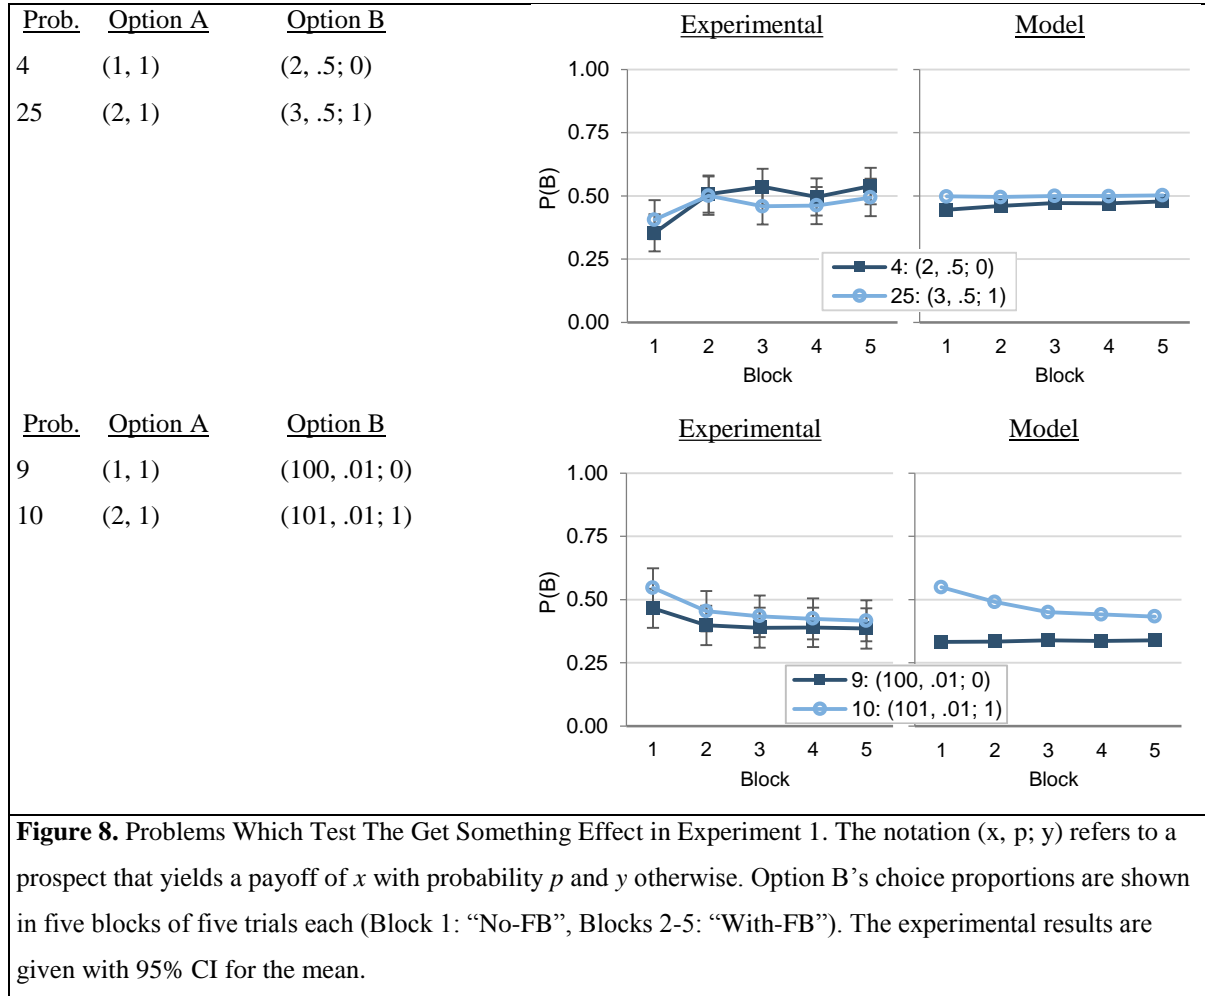 Prob. Option A Option B
4 (1, 1) (2, .5; 0)
25 (2, 1) (3, .5; 1)
Experimental Model
1.00
0.75
0.50
0.25
0.00
P(B)
4: (2, .5; 0)
25: (3, .5; 1)
1 2 3 4 5 1 2 3 4 5
Block Block
Prob. Option A Option B
9 (1, 1) (100, .01; 0)
10 (2, 1) (101, .01; 1)
Experimental Model
1.00
0.75
0.50
0.25
0.00
P(B)
9: (100, .01; 0)
10: (101, .01; 1)
1 2 3 4 5 1 2 3 4 5
Block Block
Figure 8. Problems Which Test The Get Something Effect in Experiment 1. The notation (x, p; y) refers to a
prospect that yields a payoff of x with probability p and y otherwise. Option B's choice proportions are shown
in five blocks of five trials each (Block 1: "No-FB", Blocks 2-5: "With-FB"). The experimental results are
given with 95% CI for the mean.